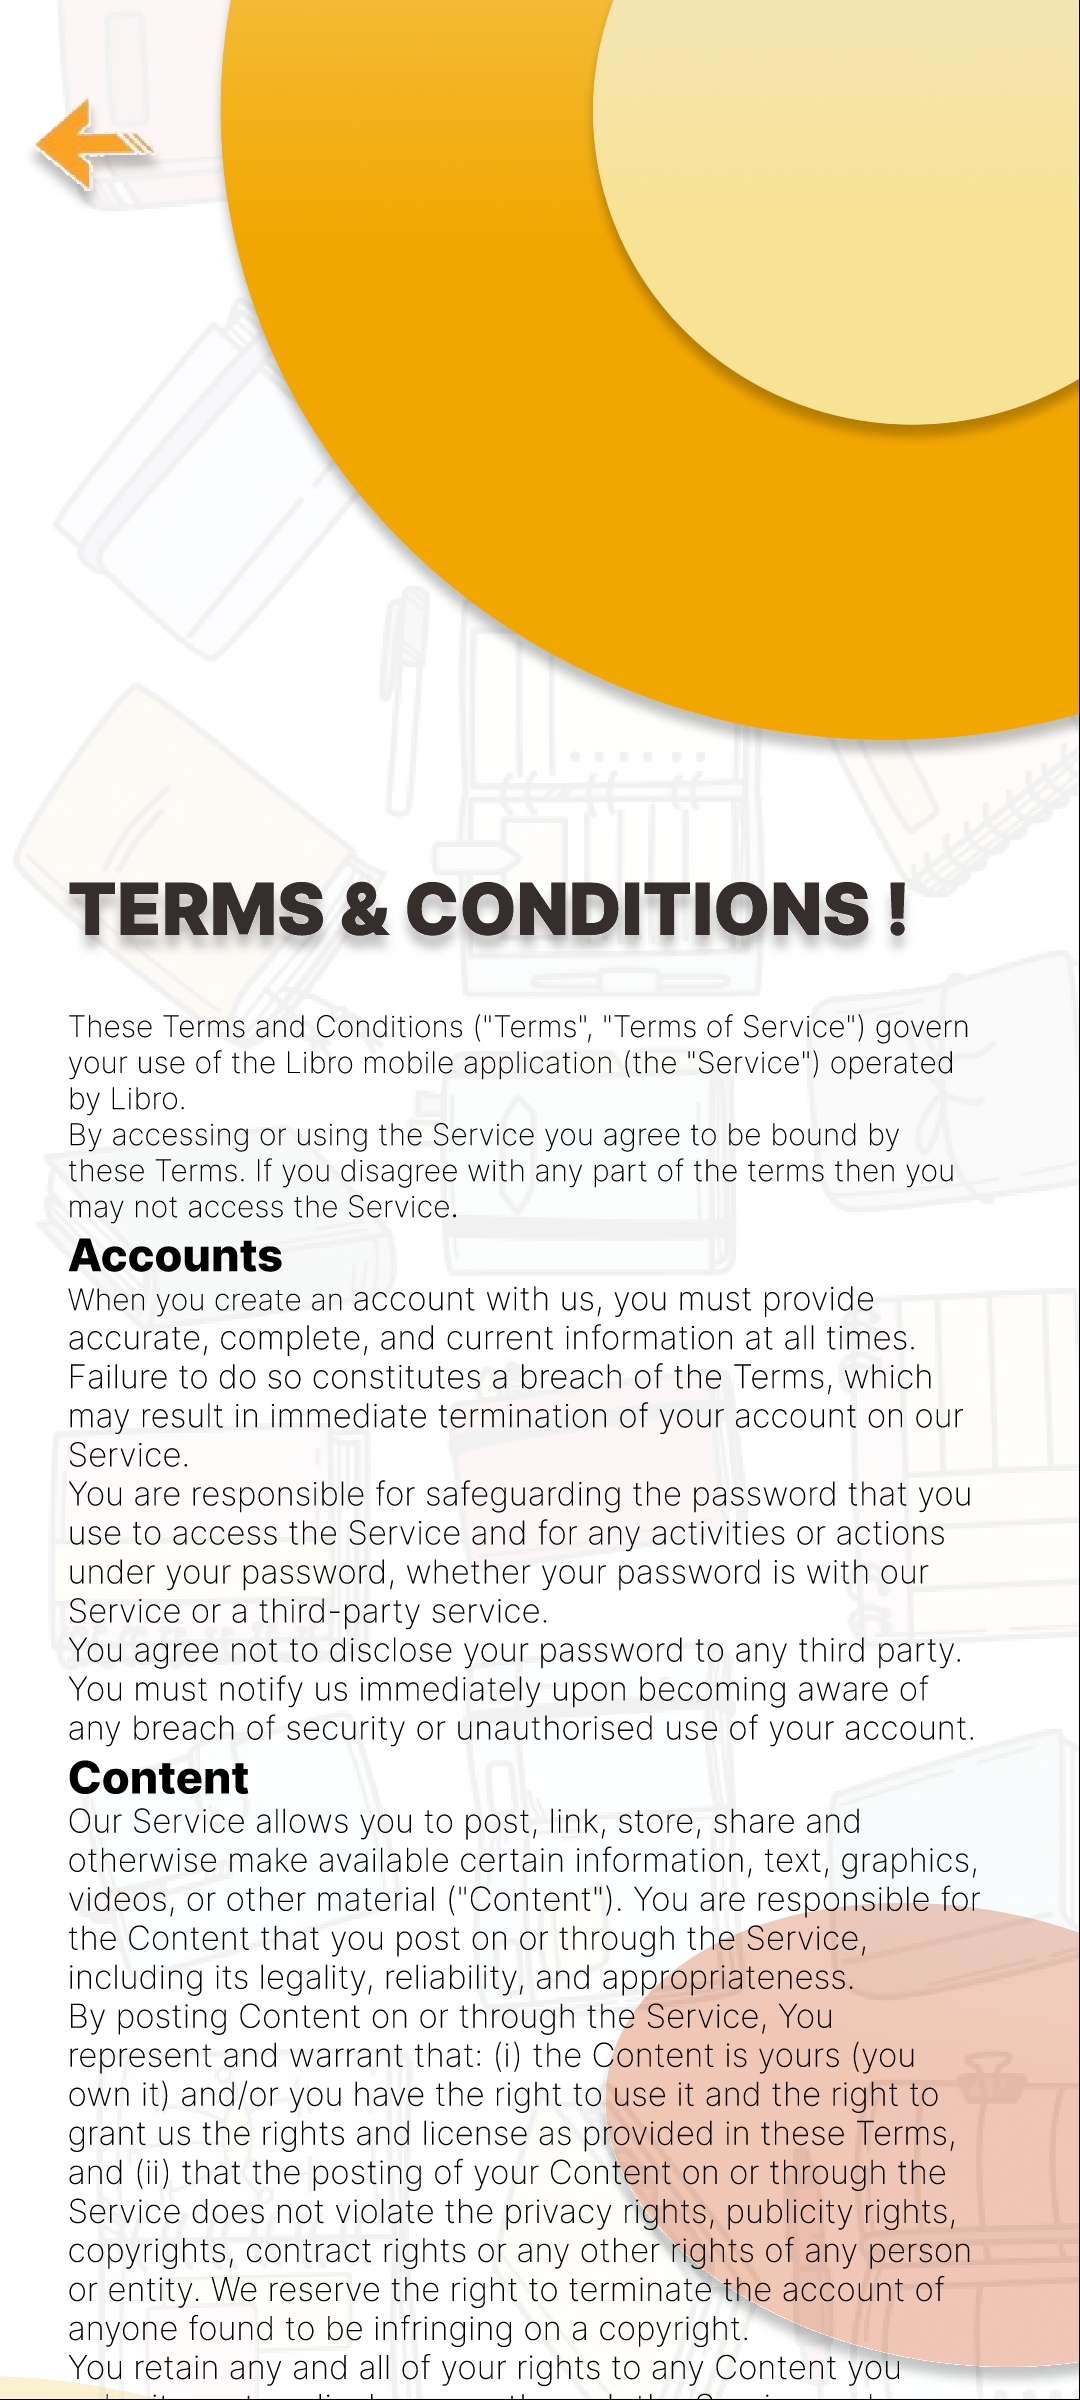 TERMS & CONDITIONS !
These Terms and Conditions ("Terms", "Terms of Service") govern
your use of the Libro mobile application (the "Service") operated
by Libro.
By accessing or using the Service you agree to be bound by
these Terms. If you disagree with any part of the terms then you
may not access the Service.
Accounts
When you create an account with us, you must provide
accurate, complete, and current information at all times.
Failure to do so constitutes a breach of the Terms, which
may result in immediate termination of your account on our
Service.
You are responsible for safeguarding the password that you
use to access the Service and for any activities or actions
under your password, whether your password is with our
Service or a third-party service.
You agree not to disclose your password to any third party.
You must notify us immediately upon becoming aware of
any breach of security or unauthorised use of your account.
Content
Our Service allows you to post, link, store, share and
otherwise make available certain information, text, graphics,
videos, or other material ("Content"). You are responsible for
the Content that you post on or through the Service,
including its legality, reliability, and appropriateness.
By posting Content on or through the Service, You
represent and warrant that: (i) the Content is yours (you
own it) and/or you have the right to use it and the right to
grant us the rights and license as provided in these Terms,
and (ii) that the posting of your Content on or through the
Service does not violate the privacy rights, publicity rights,
copyrights, contract rights or any other rights of any person
or entity. We reserve the right to terminate the account of
anyone found to be infringing on a copyright.
You retain any and all of your rights to any Content you